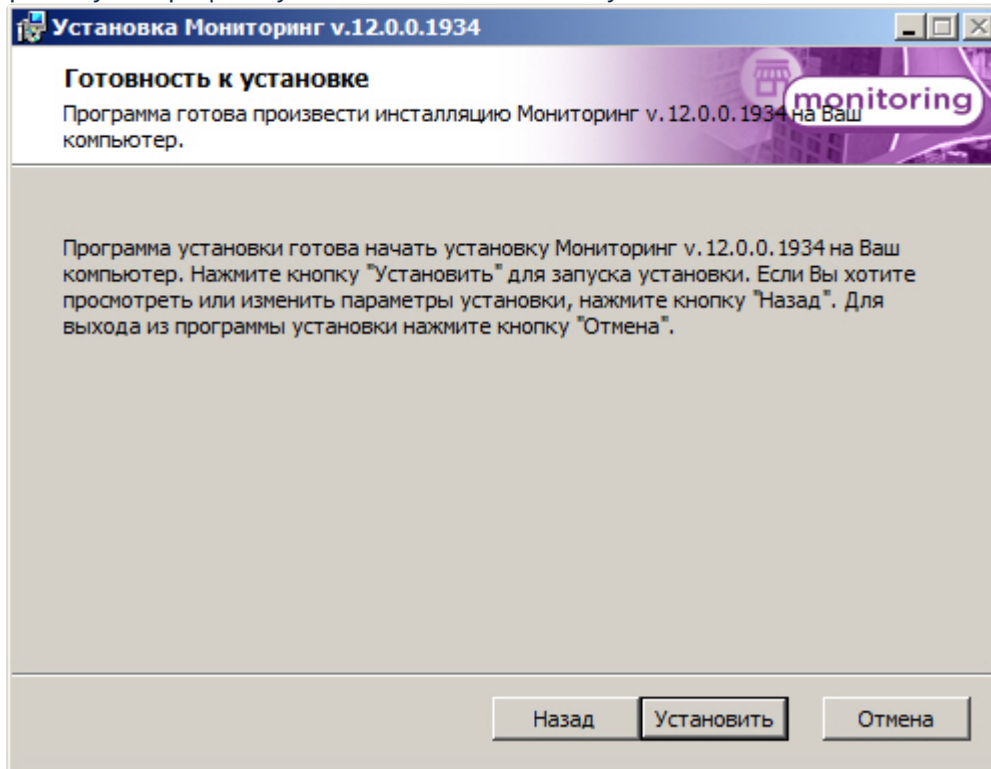 Установка Мониторинг v.12.0.0.1934
Готовность к установке
Программа готова произвести инсталляцию Мониторинг v.12.0.0.1934 на Ваш
компьютер.
monitoring
Программа установки готова начать установку Мониторинг v.12.0.0.1934 на Ваш
компьютер. Нажмите кнопку "Установить" для запуска установки. Если Вы хотите
просмотреть или изменить параметры установки, нажмите кнопку "Назад". Для
выхода из программы установки нажмите кнопку "Отмена".
Назад
Установить
Отмена